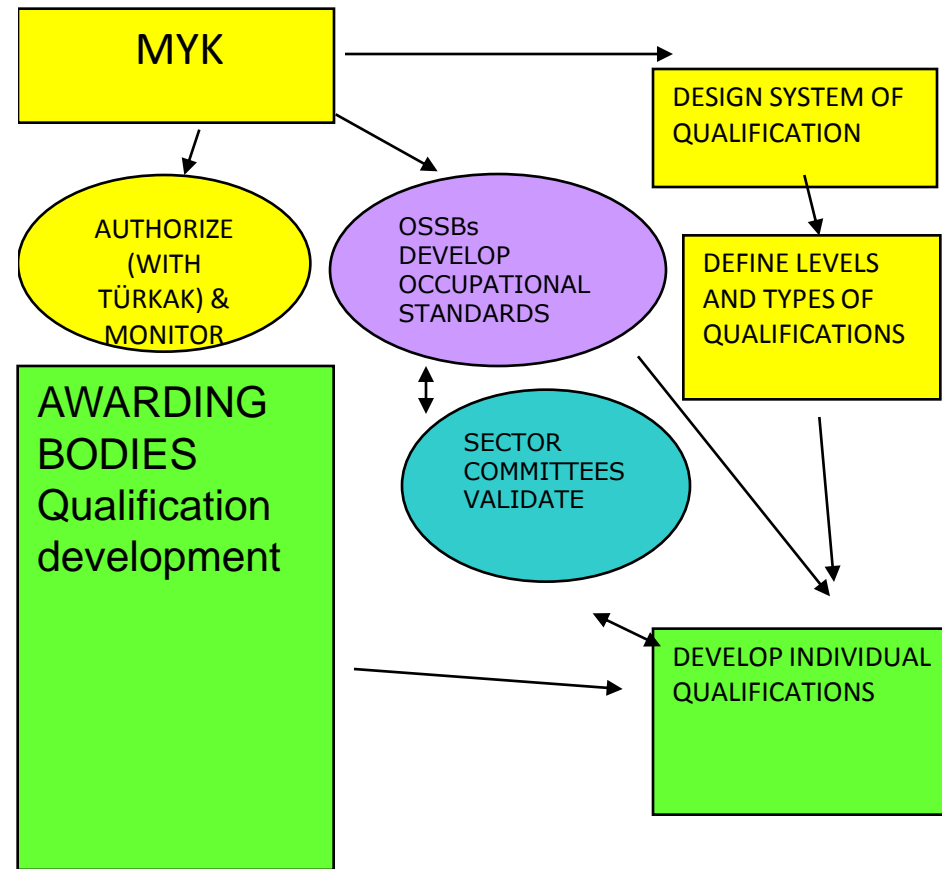 MYK
DESIGN SYSTEM OF
QUALIFICATION
AUTHORIZE
(WITH
TÜRKAK) &
MONITOR
OSSBs
DEVELOP
OCCUPATIONAL
STANDARDS
DEFINE LEVELS
AND TYPES OF
QUALIFICATIONS
AWARDING
BODIES
Qualification
development
SECTOR
COMMITTEES
VALIDATE
DEVELOP INDIVIDUAL
QUALIFICATIONS